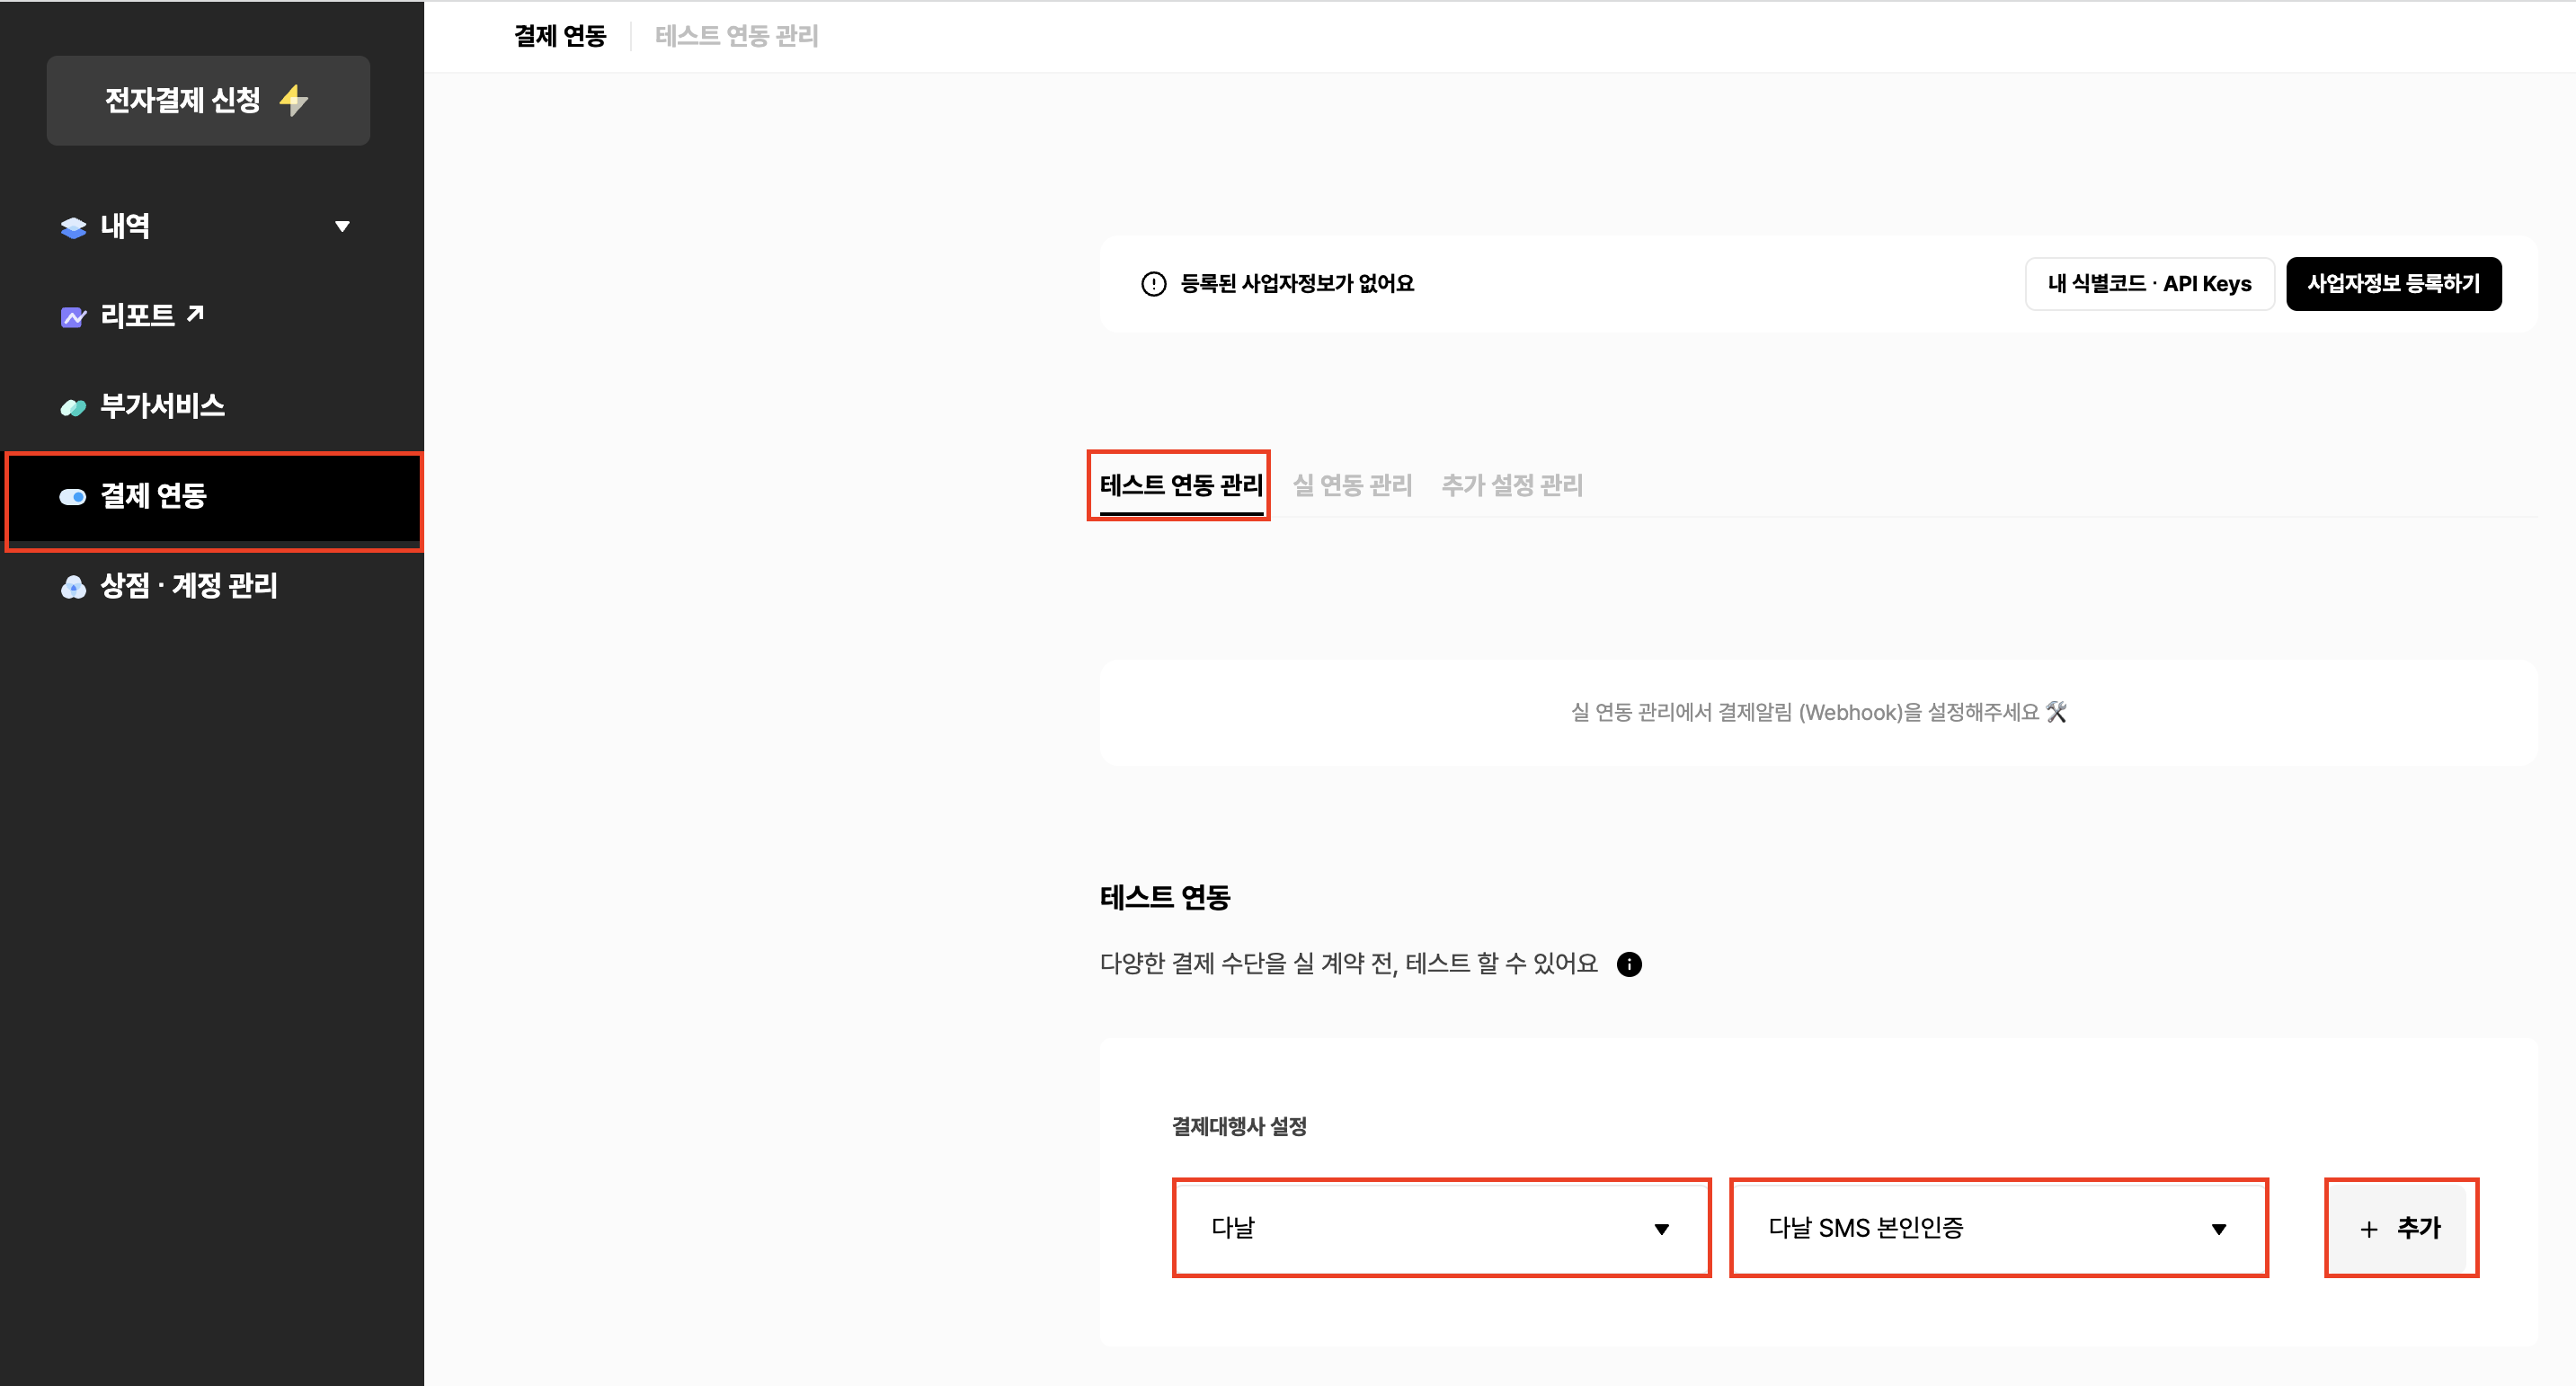 전자결제 신청
내역
리포트
부가서비스
결제 연동
상점 · 계정 관리
결제 연동
테스트 연동 관리
등록된 사업자정보가 없어요
내 식별코드 · API Keys
사업자정보 등록하기
테스트 연동 관리
실 연동 관리
추가 설정 관리
실 연동 관리에서 결제알림 (Webhook)을 설정해주세요
테스트 연동
다양한 결제 수단을 실 계약 전, 테스트 할 수 있어요
결제대행사 설정
다날
다날 SMS 본인인증
+ 추가